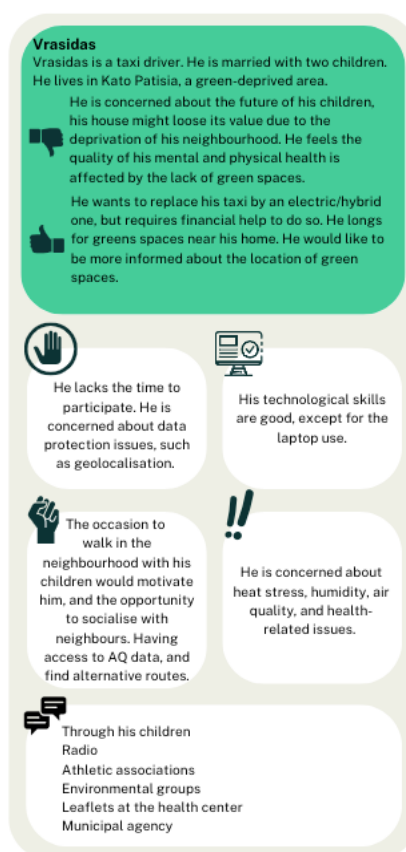 Vrasidas
Vrasidas is a taxi driver. He is married with two children.
He lives in Kato Patisia, a green-deprived area.
He is concerned about the future of his children,
his house might loose its value due to the
deprivation of his neighbourhood. He feels the
quality of his mental and physical health is
affected by the lack of green spaces.
He wants to replace his taxi by an electric/hybrid
one, but requires financial help to do so. He longs
for greens spaces near his home. He would like to
be more informed about the location of green
spaces.
He lacks the time to
participate. He is
concerned about data
protection issues, such
as geolocalisation.
His technological skills
are good, except for the
laptop use.
The occasion to
walk in the
neighbourhood with his
children would motivate
him, and the opportunity
to socialise with
neighbours. Having
access to AQ data, and
find alternative routes.
!!
He is concerned about
heat stress, humidity, air
quality, and health-
related issues.
Through his children
Radio
Athletic associations
Environmental groups
Leaflets at the health center
Municipal agency